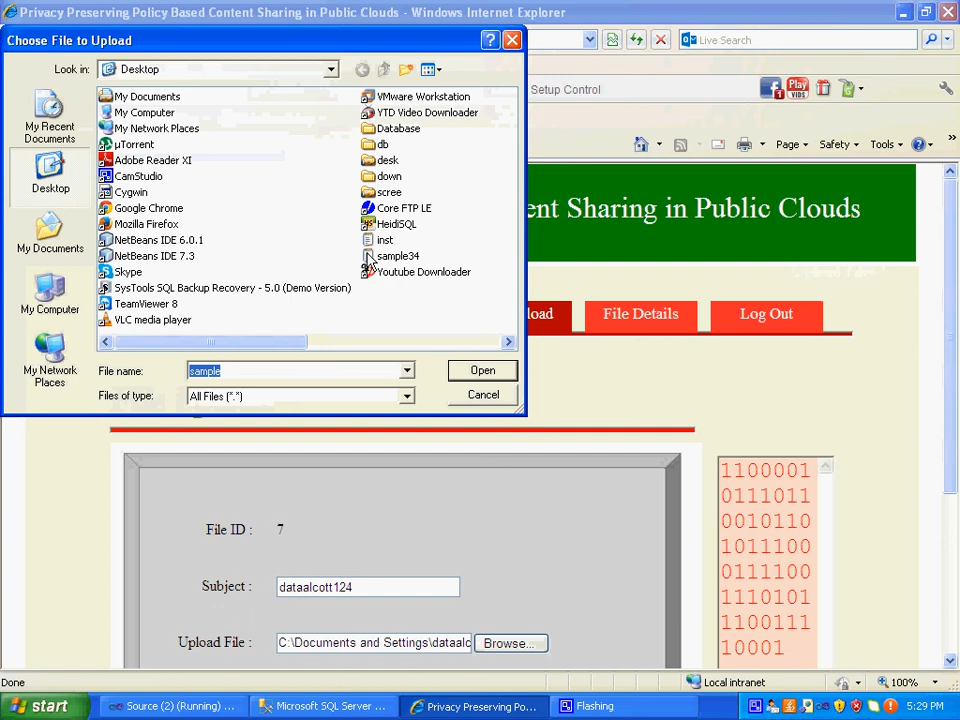 Privacy Preserving Policy Based Content Sharing in Public Clouds - Windows Internet Explorer
Choose File to Upload
Live Search
Look in:
Desktop
Setup Control
Play
VIDS
My Recent
Documents
Desktop
My Documents
My Computer
My Network
Places
My Documents
My Computer
My Network Places
µTorrent
Adobe Reader XI
CamStudio
Cygwin
Google Chrome
Mozilla Firefox
NetBeans IDE 6.0.1
NetBeans IDE 7.3
Skype
SysTools SQL Backup Recovery - 5.0 (Demo Version)
TeamViewer 8
VLC media player
VMware Workstation
YTD Video Downloader
Database
db
desk
down
scree
Core FTP LE
HeidiSQL
inst
sample34
Youtube Downloader
File name:
sample
Open
Files of type:
All Files (*.*)
Cancel
Page
Safety
Tools
ent Sharing in Public Clouds
oad
File Details
Log Out
File ID :
7
Subject :
dataalcott124
Upload File :
C:\Documents and Settings\dataalc
Browse...
1100001
0111011
0010110
1011100
0111100
1110101
1100111
10001
Done
Local intranet
100%
start
Source (2) (Running) ...
Microsoft SQL Server ...
Privacy Preserving Po...
Flashing
5:29 PM